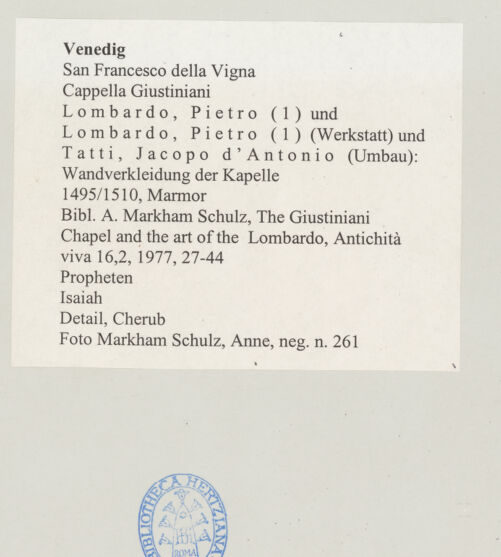 Venedig
San Francesco della Vigna
Cappella Giustiniani
Lombardo, Pietro (1) und
Lombardo, Pietro (1) (Werkstatt) und
Tatti, Jacopo d'Antonio (Umbau):
Wandverkleidung der Kapelle
1495/1510, Marmor
Bibl. A. Markham Schulz, The Giustiniani
Chapel and the art of the Lombardo, Antichità
viva 16,2, 1977, 27-44
Propheten
Isaiah
Detail, Cherub
Foto Markham Schulz, Anne, neg. n. 261
BIBLIOTHECA HERTZIANA
ROMA